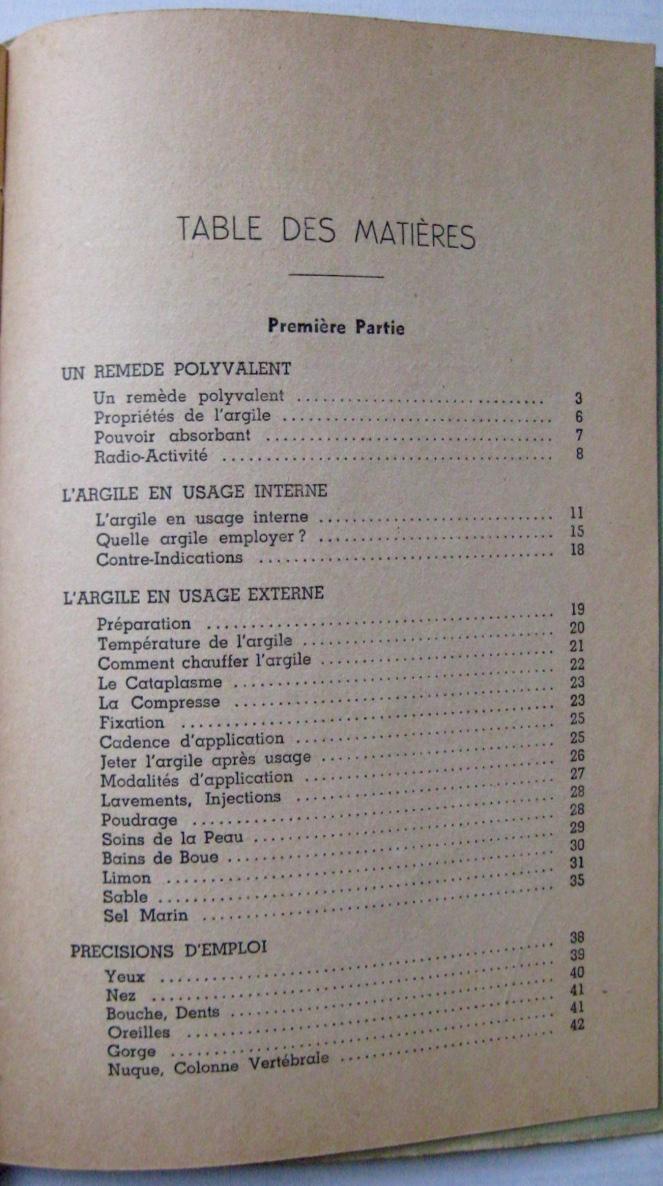 TABLE DES MATIÈRES
Première Partie
UN REMEDE POLYVALENT
Un remède polyvalent .............................. 3
Propriétés de l'argile .............................. 6
Pouvoir absorbant .............................. 7
Radio-Activité .............................. 8
L'ARGILE EN USAGE INTERNE
L'argile en usage interne .............................. 11
Quelle argile employer ? .............................. 15
Contre-Indications .............................. 18
L'ARGILE EN USAGE EXTERNE
Préparation .............................. 19
Température de l'argile .............................. 20
Comment chauffer l'argile .............................. 21
Le Cataplasme .............................. 22
La Compresse .............................. 23
Fixation .............................. 23
Cadence d'application .............................. 25
Jeter l'argile après usage .............................. 25
Modalités d'application .............................. 26
Lavements, Injections .............................. 27
Poudrage .............................. 28
Soins de la Peau .............................. 28
Bains de Boue .............................. 29
Limon .............................. 30
Sable .............................. 31
Sel Marin .............................. 35
PRECISIONS D'EMPLOI
Yeux .............................. 38
Nez .............................. 39
Bouche, Dents .............................. 40
Oreilles .............................. 41
Gorge .............................. 41
Nuque, Colonne Vertébrale .............................. 42